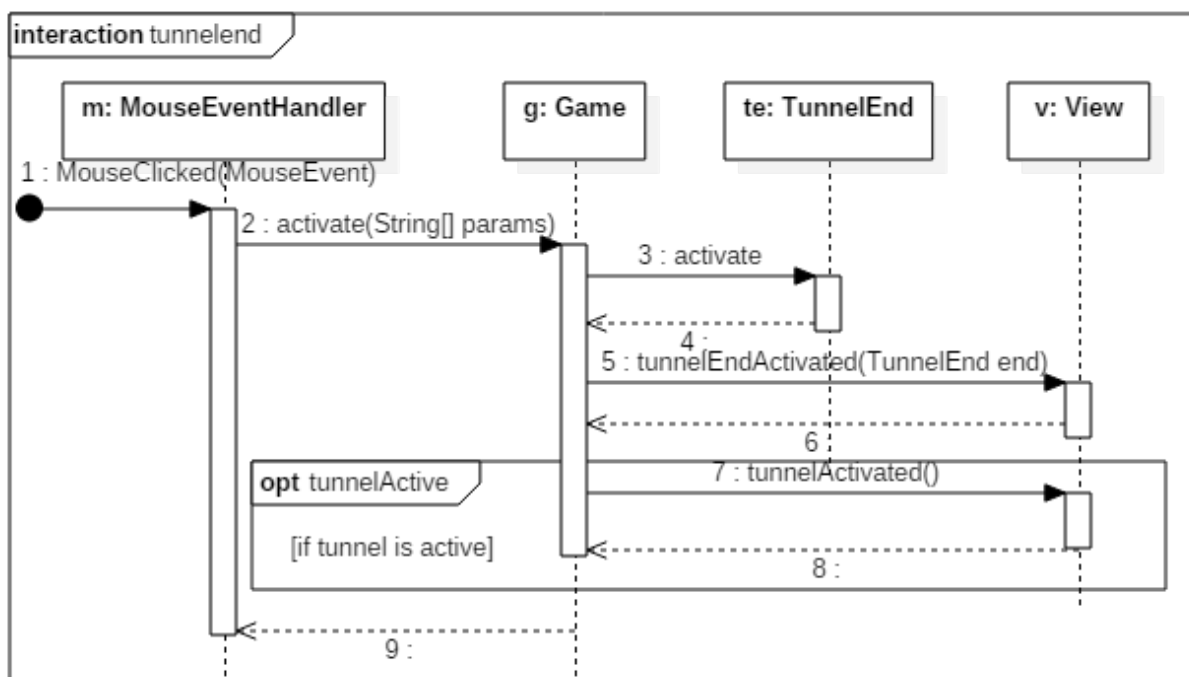 interaction tunnelend
m: MouseEventHandler
g: Game
te: TunnelEnd
v: View
1 : MouseClicked(MouseEvent)
2 : activate(String[] params)
3 : activate
4 :
5 : tunnelEndActivated(TunnelEnd end)
6
opt tunnelActive
7 : tunnelActivated()
[if tunnel is active]
8 :
9 :